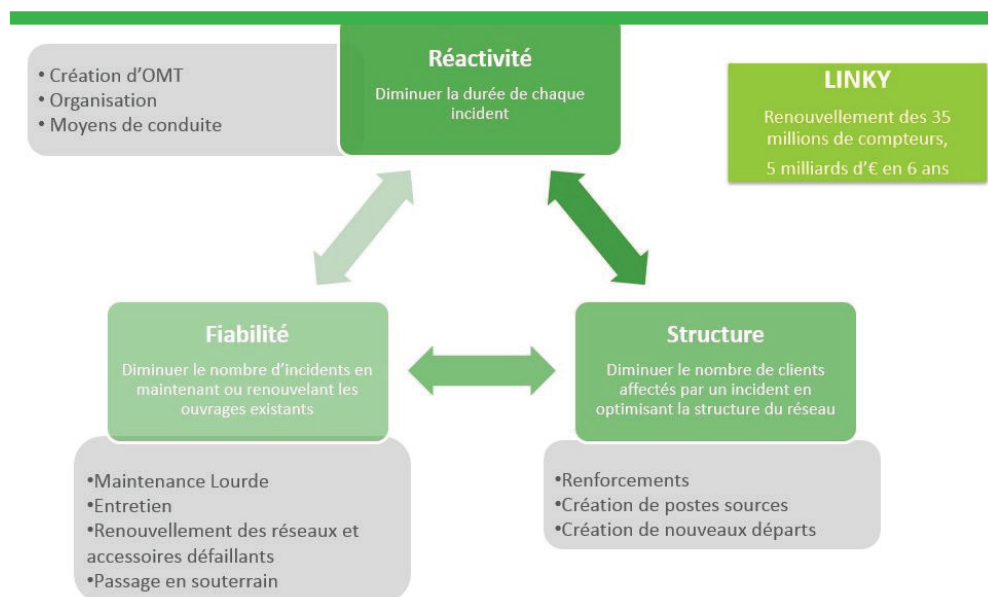 • Création d'OMT
• Organisation
• Moyens de conduite
Réactivité
Diminuer la durée de chaque
incident
LINKY
Renouvellement des 35
millions de compteurs,
5 milliards d'€ en 6 ans
Fiabilité
Diminuer le nombre d'incidents en
maintenant ou renouvelant les
ouvrages existants
•Maintenance Lourde
•Entretien
•Renouvellement des réseaux et
accessoires défaillants
•Passage en souterrain
Structure
Diminuer le nombre de clients
affectés par un incident en
optimisant la structure du réseau
•Renforcements
•Création de postes sources
•Création de nouveaux départs